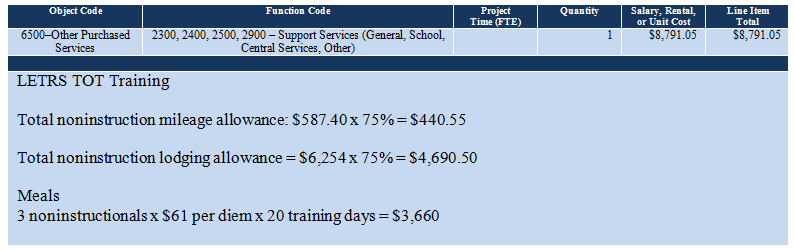 Object Code Function Code Project Time (FTE) Quantity Salary, Rental, or Unit Cost Line Item Total
6500–Other Purchased Services 2300, 2400, 2500, 2900 – Support Services (General, School, Central Services, Other) 1 $8,791.05 $8,791.05
LETRS TOT Training
Total noninstruction mileage allowance: $587.40 x 75% = $440.55
Total noninstruction lodging allowance = $6,254 x 75% = $4,690.50
Meals
3 noninstructionals x $61 per diem x 20 training days = $3,660